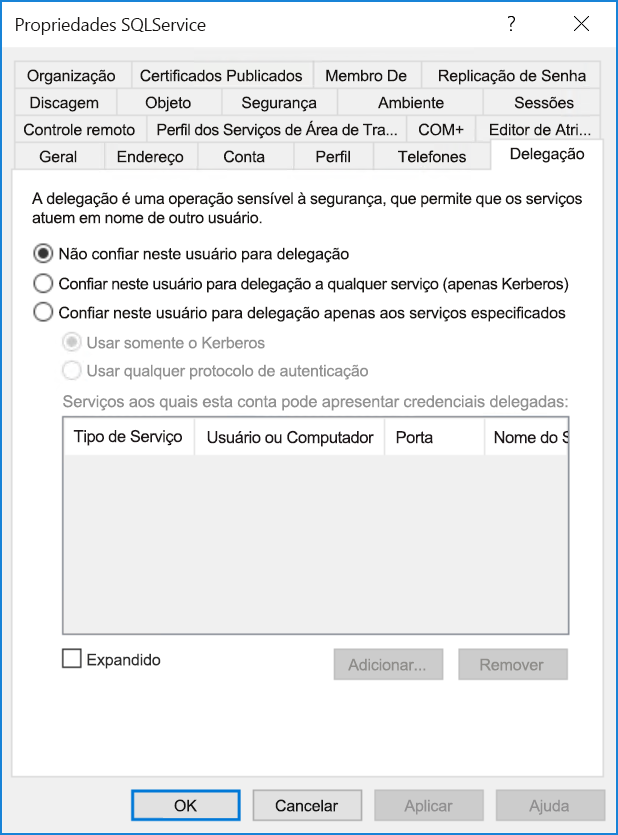 Propriedades SQLService
?
Organização Certificados Publicados Membro De Replicação de Senha
Discagem Objeto Segurança Ambiente Sessões
Controle remoto Perfil dos Serviços de Área de Tra... COM+ Editor de Atri...
Geral Endereço Conta Perfil Telefones Delegação
A delegação é uma operação sensível à segurança, que permite que os serviços
atuem em nome de outro usuário.
Não confiar neste usuário para delegação
Confiar neste usuário para delegação a qualquer serviço (apenas Kerberos)
Confiar neste usuário para delegação apenas aos serviços especificados
Usar somente o Kerberos
Usar qualquer protocolo de autenticação
Serviços aos quais esta conta pode apresentar credenciais delegadas:
Tipo de Serviço Usuário ou Computador Porta Nome do S
Expandido Adicionar... Remover
OK Cancelar Aplicar Ajuda